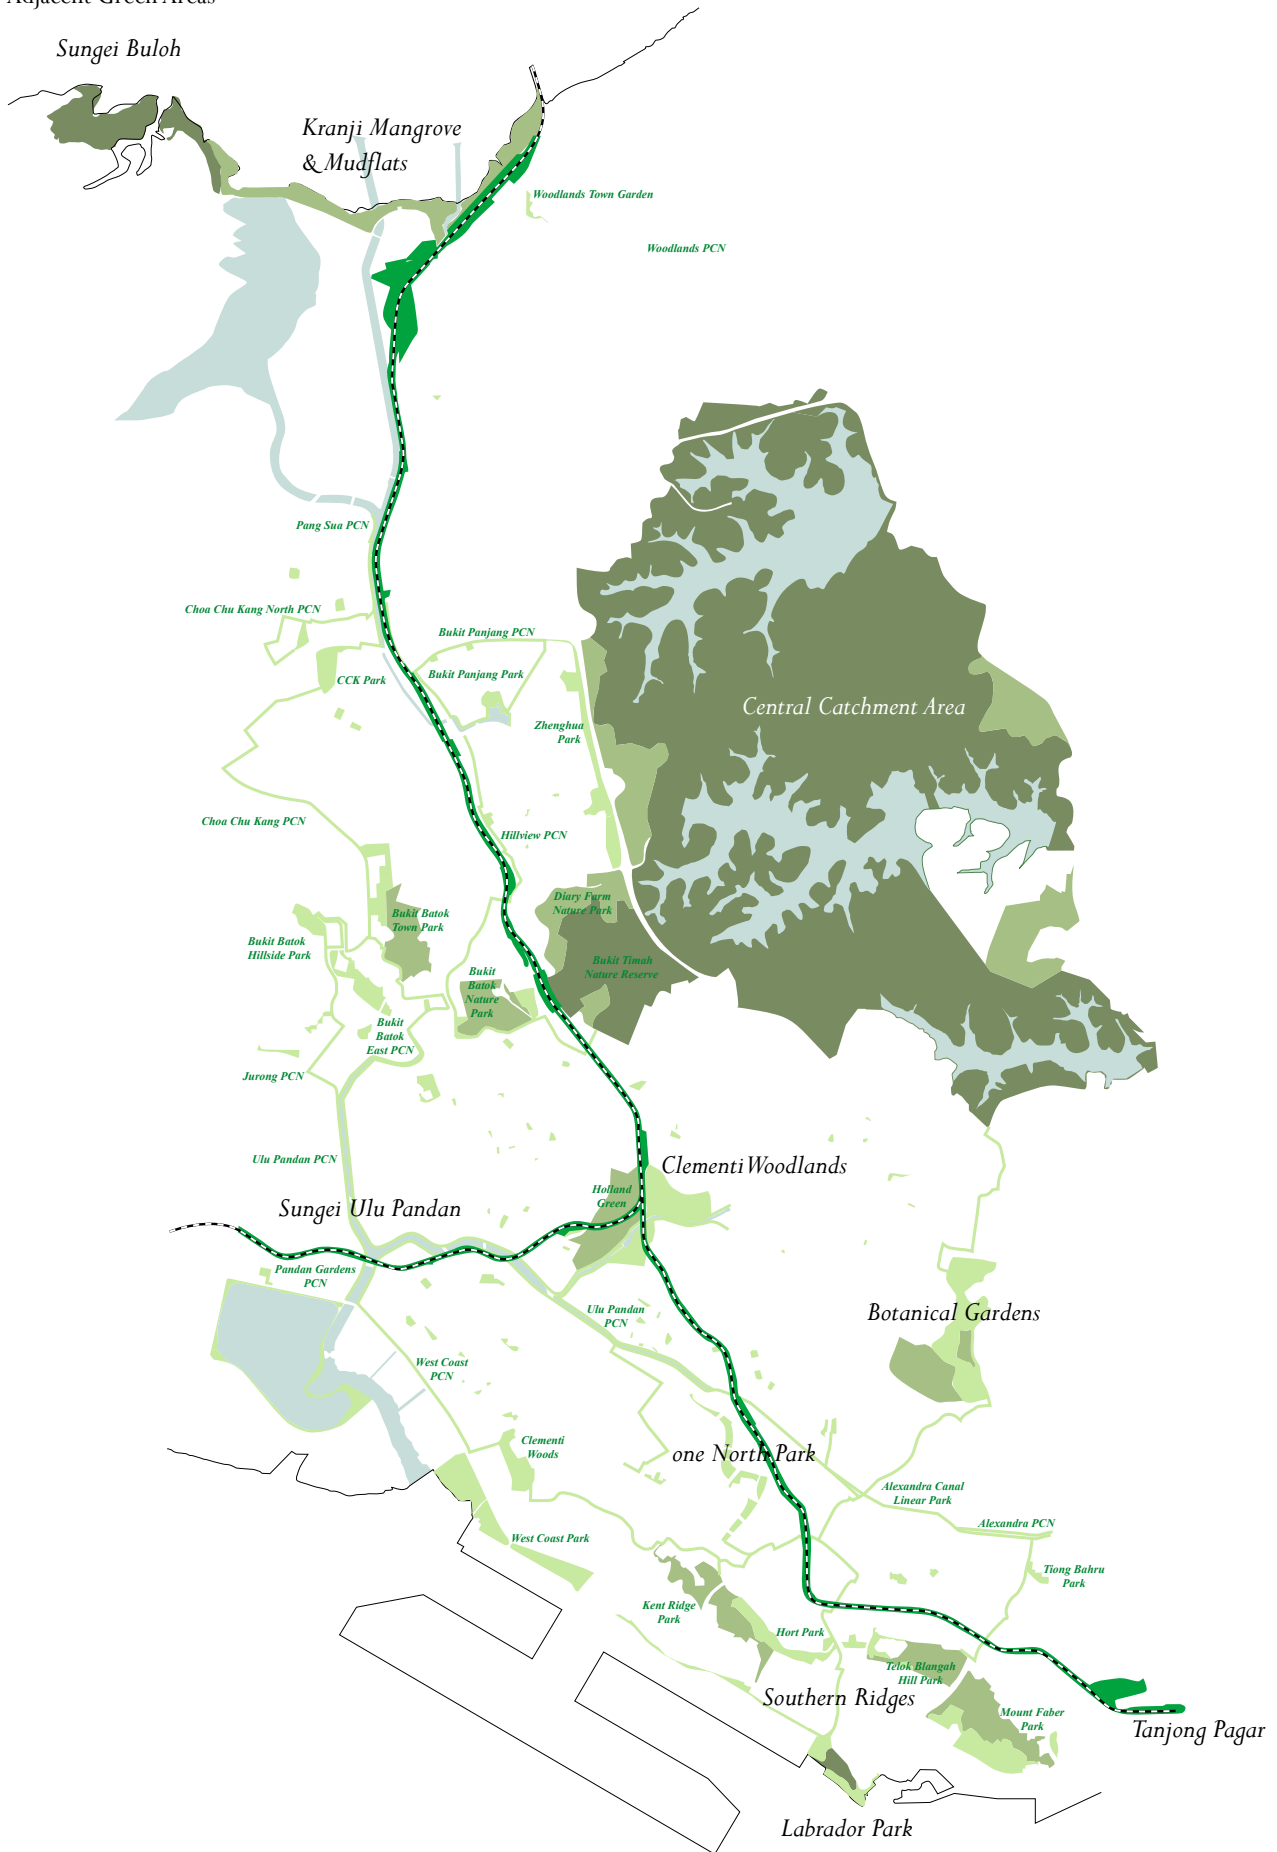 Adjacent Green Areas
Sungei Buloh
Kranji Mangrove
& Mudflats
Woodlands Town Garden
Woodlands PCN
Pang Sua PCN
Choa Chu Kang North PCN
Bukit Panjang PCN
Bukit Panjang Park
CCK Park
Central Catchment Area
Zhenghua
Park
Choa Chu Kang PCN
Hillview PCN
Diary Farm
Nature Park
Bukit Batok
Town Park
Bukit Batok
Hillside Park
Bukit Timah
Nature Reserve
Bukit
Batok
Nature
Park
Bukit
Batok
East PCN
Jurong PCN
Ulu Pandan PCN
Clementi Woodlands
Holland
Green
Sungei Ulu Pandan
Pandan Gardens
PCN
Ulu Pandan
PCN
Botanical Gardens
West Coast
PCN
Clementi
Woods
one North Park
Alexandra Canal
Linear Park
Alexandra PCN
West Coast Park
Tiong Bahru
Park
Kent Ridge
Park
Hort Park
Telok Blangah
Hill Park
Southern Ridges
Mount Faber
Park
Tanjong Pagar
Labrador Park